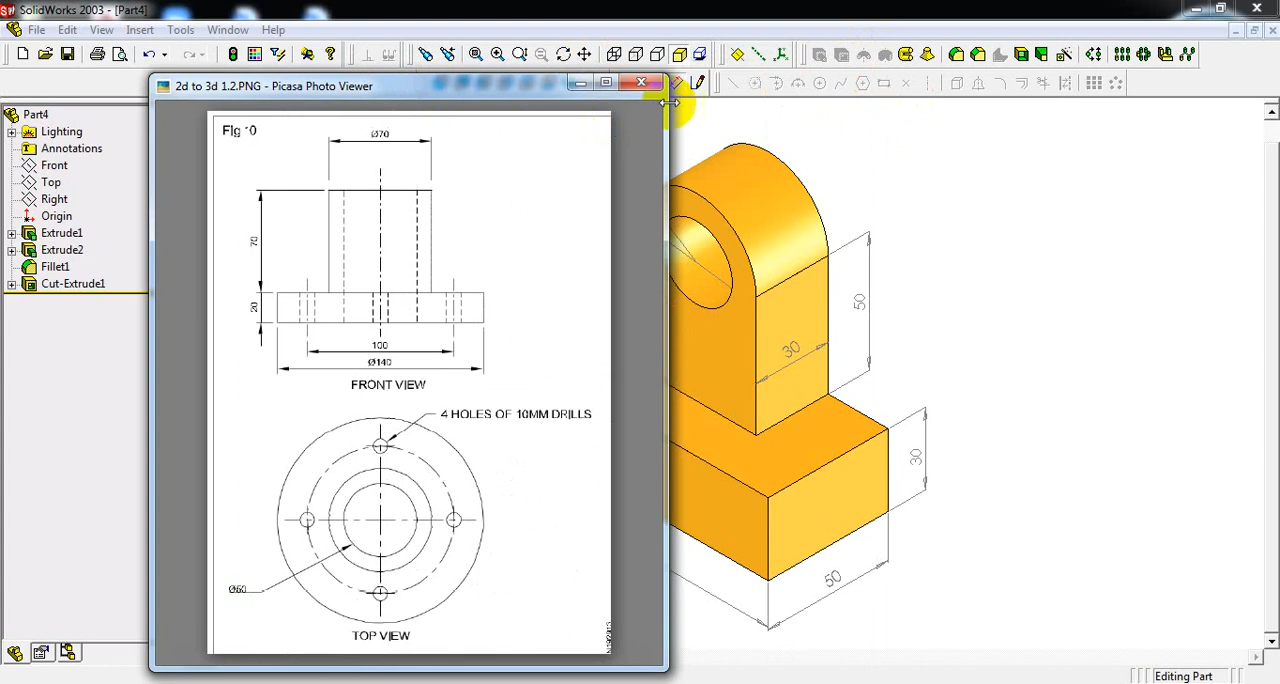 SolidWorks 2003 - [Part4]
File Edit View Insert Tools Window Help
2d to 3d 1.2.PNG - Picasa Photo Viewer
Part4
Lighting
Annotations
Front
Top
Right
Origin
Extrude1
Extrude2
Fillet1
Cut-Extrude1
Fig 10
Ø70
70
20
100
Ø140
FRONT VIEW
4 HOLES OF 10MM DRILLS
Ø50
TOP VIEW
50
30
30
50
Editing Part